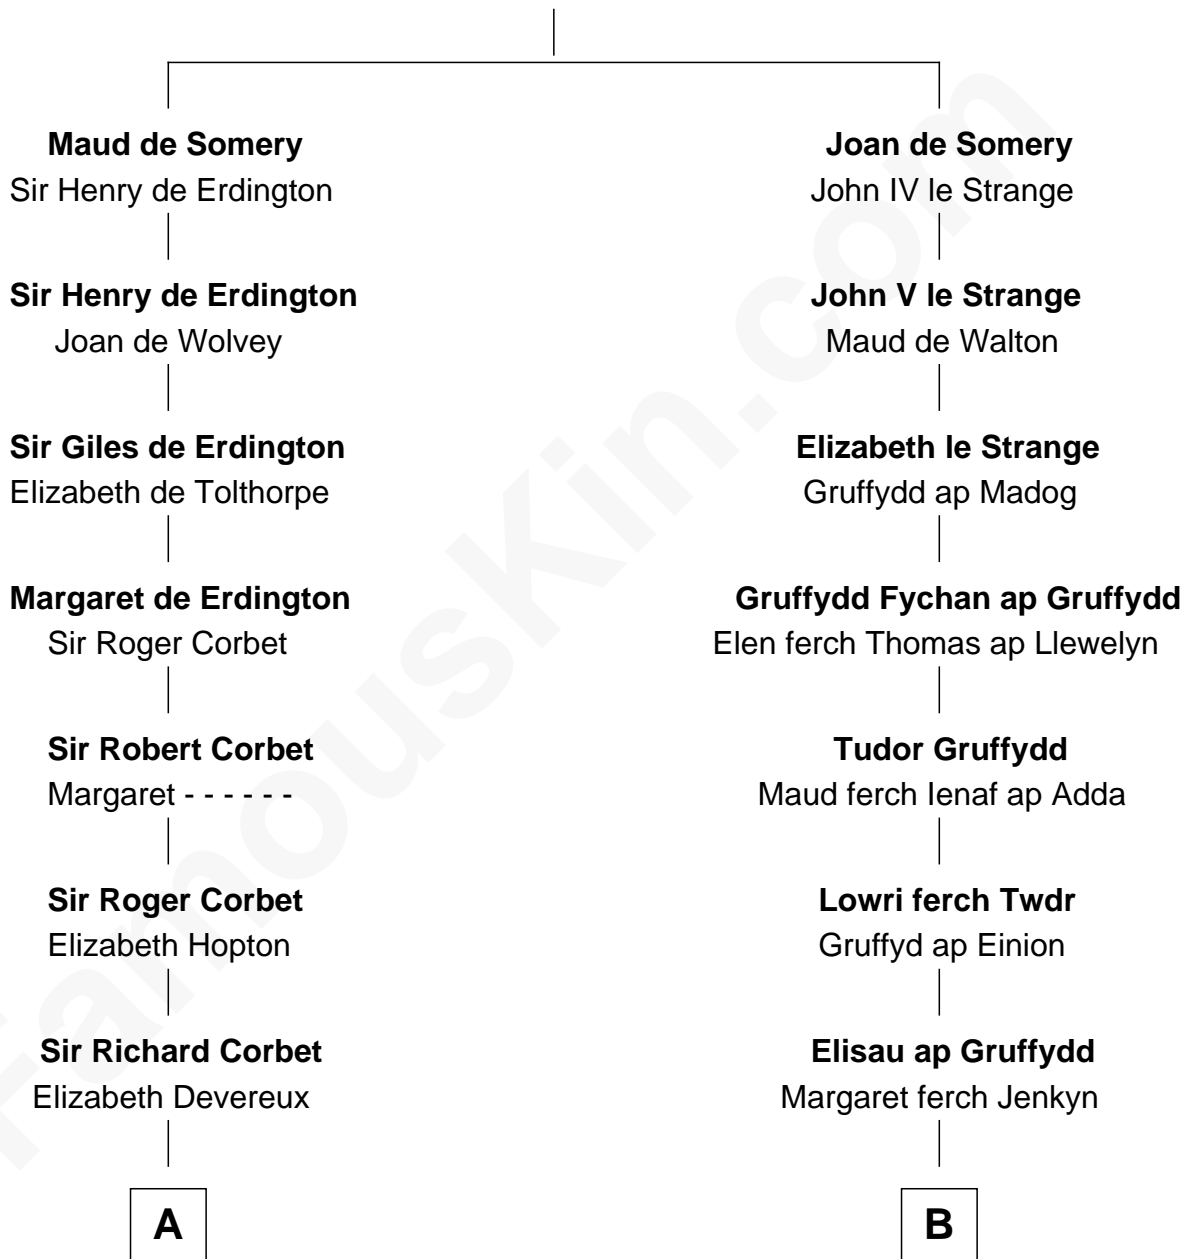 Maud de Somery
Sir Henry de Erdington
Sir Henry de Erdington
Joan de Wolvey
Sir Giles de Erdington
Elizabeth de Tolthorpe
Margaret de Erdington
Sir Roger Corbet
Sir Robert Corbet
Margaret - - - - - -
Sir Roger Corbet
Elizabeth Hopton
Sir Richard Corbet
Elizabeth Devereux
A
Joan de Somery
John IV le Strange
John V le Strange
Maud de Walton
Elizabeth le Strange
Gruffydd ap Madog
Gruffydd Fychan ap Gruffydd
Elen ferch Thomas ap Llewelyn
Tudor Gruffydd
Maud ferch Ienaf ap Adda
Lowri ferch Twdr
Gruffyd ap Einion
Elisau ap Gruffydd
Margaret ferch Jenkyn
B
FamousKin.com